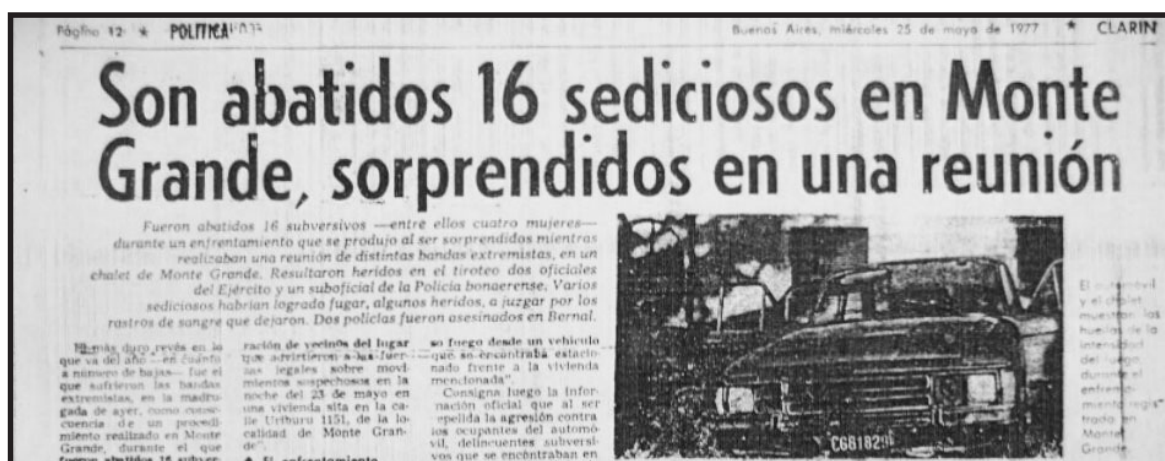 Página 12 ★ POLITICA
Buenos Aires, miércoles 25 de mayo de 1977 ★ CLARIN
Son abatidos 16 sediciosos en Monte
Grande, sorprendidos en una reunión
Fueron abatidos 16 subversivos —entre ellos cuatro mujeres—
durante un enfrentamiento que se produjo al ser sorprendidos mientras
realizaban una reunión de distintas bandas extremistas, en un
chalet de Monte Grande. Resultaron heridos en el tiroteo dos oficiales
del Ejército y un suboficial de la Policía bonaerense. Varios
sediciosos habrían logrado fugar, algunos heridos, a juzgar por los
rastros de sangre que dejaron. Dos policías fueron asesinados en Bernal.
más duro revés en lo
que va del año —en cuanto
a número de bajas— fue el
que sufrieron las bandas
extremistas, en la madru-
gada de ayer, como conse-
cuencia de un procedi-
miento realizado en Monte
Grande, durante el que
fueron abatidos 16 subver-
ración de vecinos del lugar
que advirtieron a las fuer-
zas legales sobre movi-
mientos sospechosos en la
noche del 23 de mayo en
una vivienda sita en la ca-
lle Uriburu 1151, de la lo-
calidad de Monte Gran-
de".
El enfrentamiento
so fuego desde un vehículo
que se encontraba estacio-
nado frente a la vivienda
mencionada".
Consigna luego la infor-
mación oficial que al ser
repelida la agresión contra
los ocupantes del automó-
vil, delincuentes subversi-
vos que se encontraban en
El automóvil
y el chalet
muestran las
huellas de la
intensidad
del fuego,
durante el
enfrenta-
miento regis-
trado en
Monte
Grande.
C681829